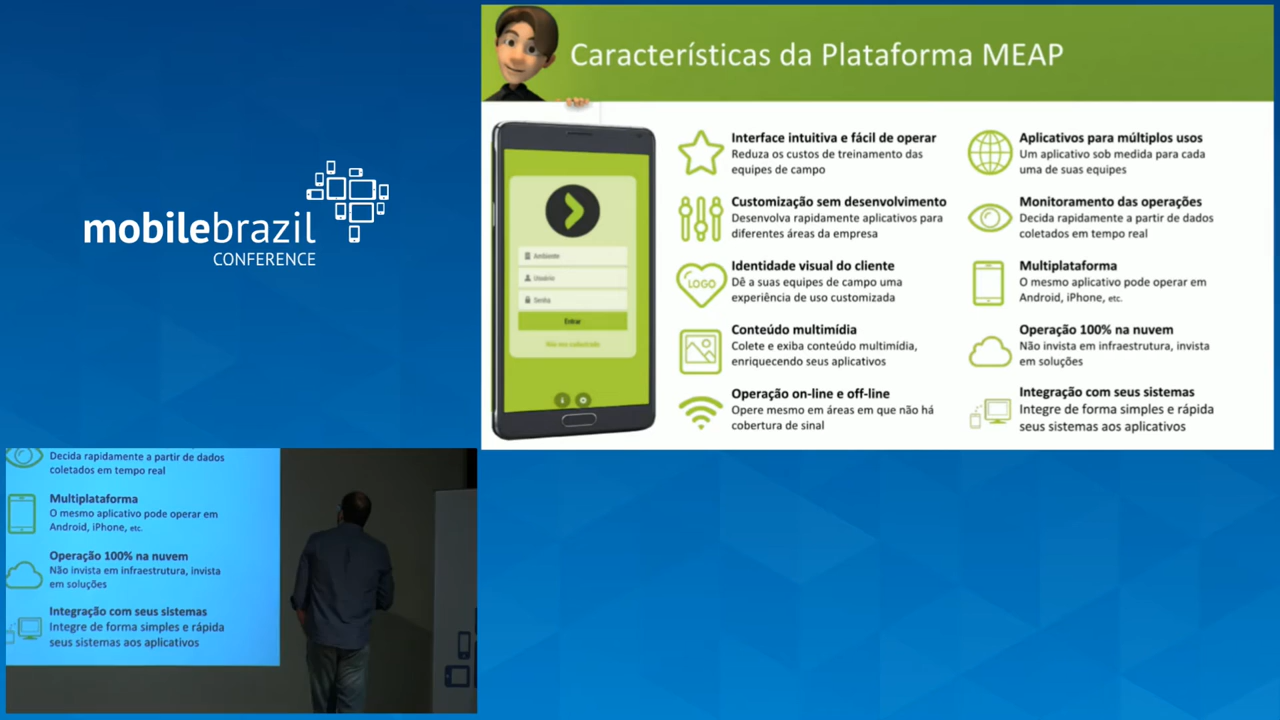 mobilebrazil
CONFERENCE
Características da Plataforma MEAP
Ambiente
Usuário
Senha
Entrar
Interface intuitiva e fácil de operar
Reduza os custos de treinamento das
equipes de campo
Customização sem desenvolvimento
Desenvolva rapidamente aplicativos para
diferentes áreas da empresa
Identidade visual do cliente
Dê a suas equipes de campo uma
experiência de uso customizada
LOGO
Conteúdo multimídia
Colete e exiba conteúdo multimídia,
enriquecendo seus aplicativos
Operação on-line e off-line
Opere mesmo em áreas em que não há
cobertura de sinal
Aplicativos para múltiplos usos
Um aplicativo sob medida para cada
uma de suas equipes
Monitoramento das operações
Decida rapidamente a partir de dados
coletados em tempo real
Multiplataforma
O mesmo aplicativo pode operar em
Android, iPhone, etc.
Operação 100% na nuvem
Não invista em infraestrutura, invista
em soluções
Integração com seus sistemas
Integre de forma simples e rápida
seus sistemas aos aplicativos
Decida rapidamente a partir de dados
coletados em tempo real
Multiplataforma
O mesmo aplicativo pode operar em
Android, iPhone, etc.
Operação 100% na nuvem
Não invista em infraestrutura, invista
em soluções
Integração com seus sistemas
Integre de forma simples e rápida
seus sistemas aos aplicativos